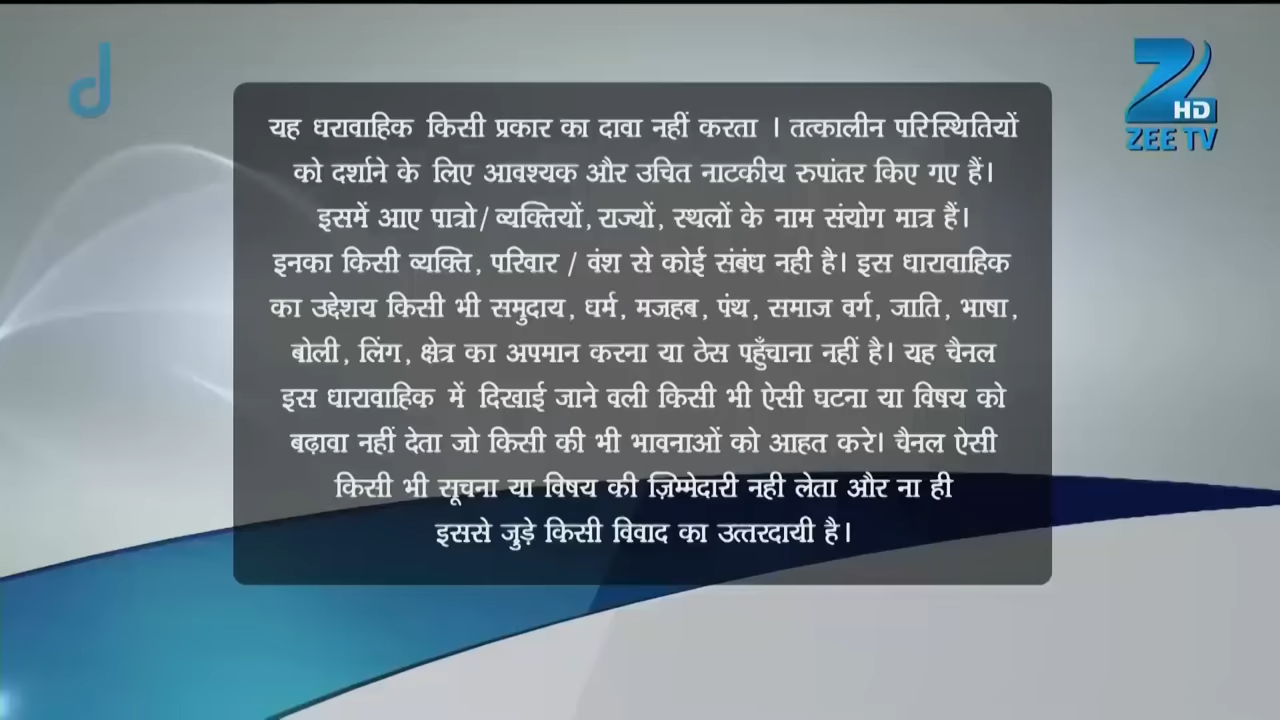 d
HD
ZEE TV
यह धरावाहिक किसी प्रकार का दावा नहीं करता । तत्कालीन परिस्थितियों
को दर्शाने के लिए आवश्यक और उचित नाटकीय रुपांतर किए गए हैं।
इसमें आए पात्रो/व्यक्तियों, राज्यों, स्थलों के नाम संयोग मात्र हैं।
इनका किसी व्यक्ति, परिवार / वंश से कोई संबंध नही है। इस धारावाहिक
का उद्देशय किसी भी समुदाय, धर्म, मजहब, पंथ, समाज वर्ग, जाति, भाषा,
बोली, लिंग, क्षेत्र का अपमान करना या ठेस पहुँचाना नहीं है। यह चैनल
इस धारावाहिक में दिखाई जाने वली किसी भी ऐसी घटना या विषय को
बढ़ावा नहीं देता जो किसी की भी भावनाओं को आहत करे। चैनल ऐसी
किसी भी सूचना या विषय की ज़िम्मेदारी नही लेता और ना ही
इससे जुड़े किसी विवाद का उत्तरदायी है।